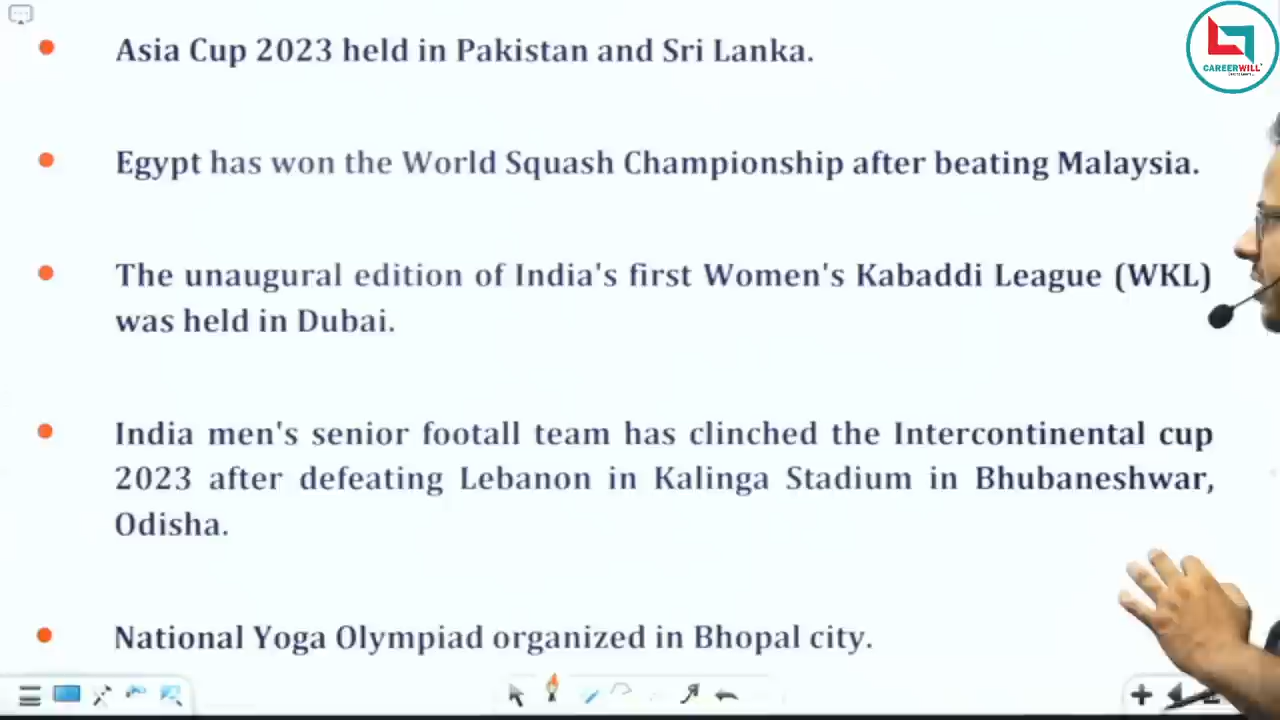 Asia Cup 2023 held in Pakistan and Sri Lanka.
CAREERWILL
Egypt has won the World Squash Championship after beating Malaysia.
The unaugural edition of India's first Women's Kabaddi League (WKL)
was held in Dubai.
India men's senior footall team has clinched the Intercontinental cup
2023 after defeating Lebanon in Kalinga Stadium in Bhubaneshwar,
Odisha.
National Yoga Olympiad organized in Bhopal city.